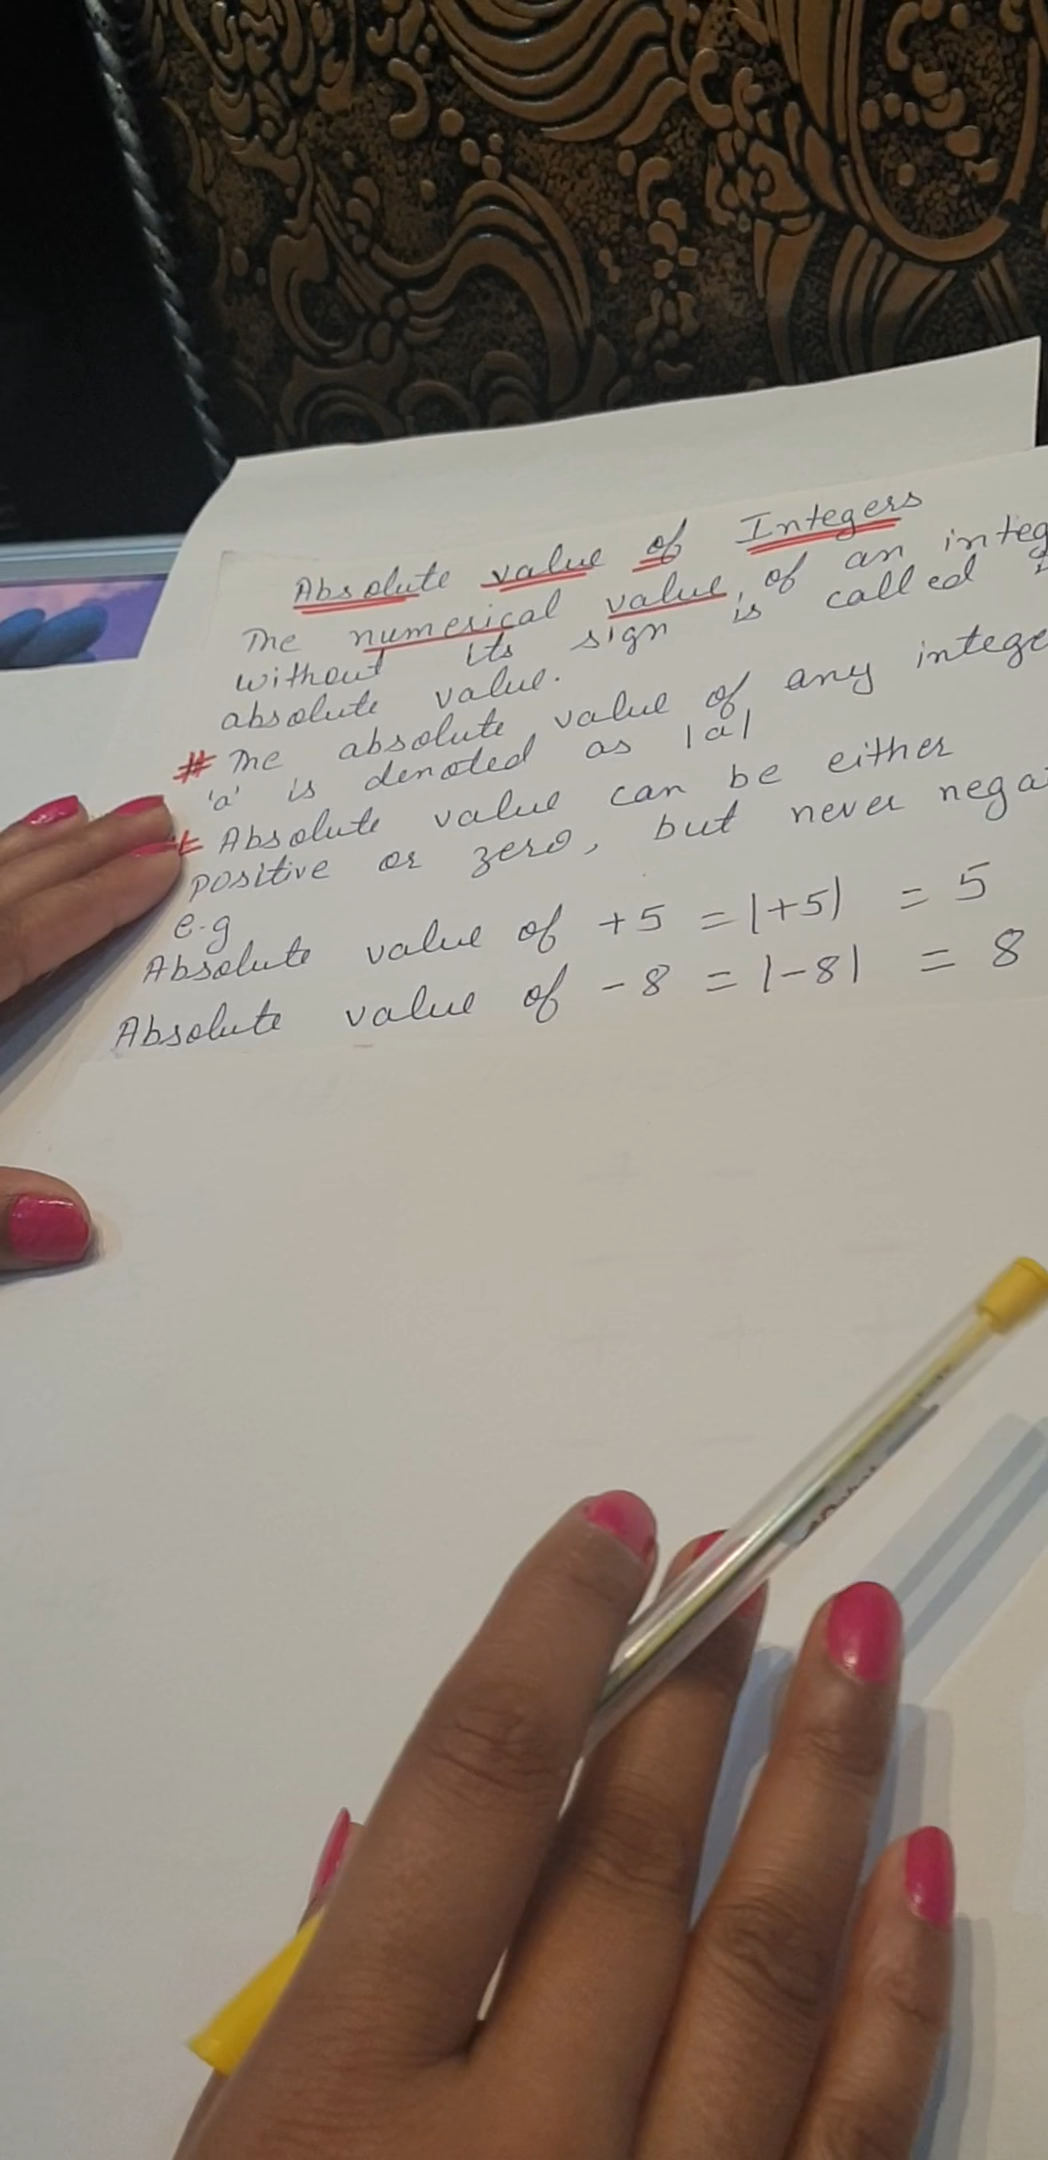 Absolute value of Integers
The numerical value, of an integ
without its sign is called
absolute value.
# The absolute value of any intege
'a' is denoted as |a|
# Absolute value can be either
positive or zero, but never nega
e.g
Absolute value of +5 = |+5| = 5
Absolute value of -8 = |-8| = 8